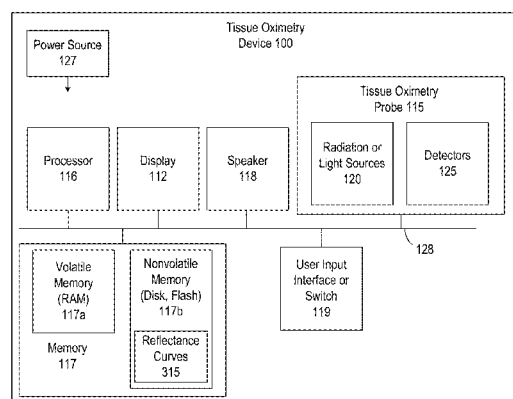 Tissue Oximetry
Device 100
Power Source
127
Tissue Oximetry
Probe 115
Processor
116
Display
112
Speaker
118
Radiation or
Light Sources
120
Detectors
125
128
Volatile
Memory
(RAM)
117a
Nonvolatile
Memory
(Disk, Flash)
117b
User Input
Interface or
Switch
119
Memory
117
Reflectance
Curves
315